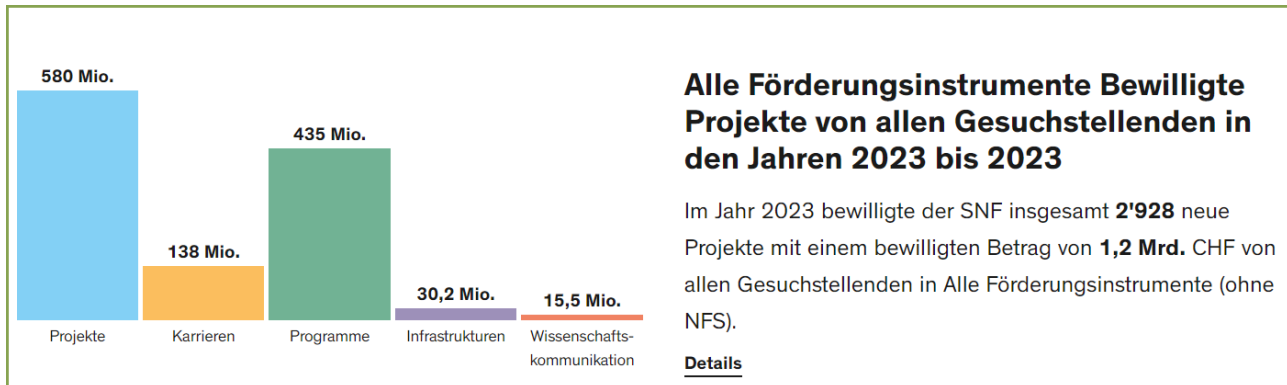 580 Mio.
138 Mio.
435 Mio.
30,2 Mio.
15,5 Mio.
Projekte
Karrieren
Programme
Infrastrukturen
Wissenschafts-
kommunikation
Alle Förderungsinstrumente Bewilligte
Projekte von allen Gesuchstellenden in
den Jahren 2023 bis 2023
Im Jahr 2023 bewilligte der SNF insgesamt 2'928 neue
Projekte mit einem bewilligten Betrag von 1,2 Mrd. CHF von
allen Gesuchstellenden in Alle Förderungsinstrumente (ohne
NFS).
Details